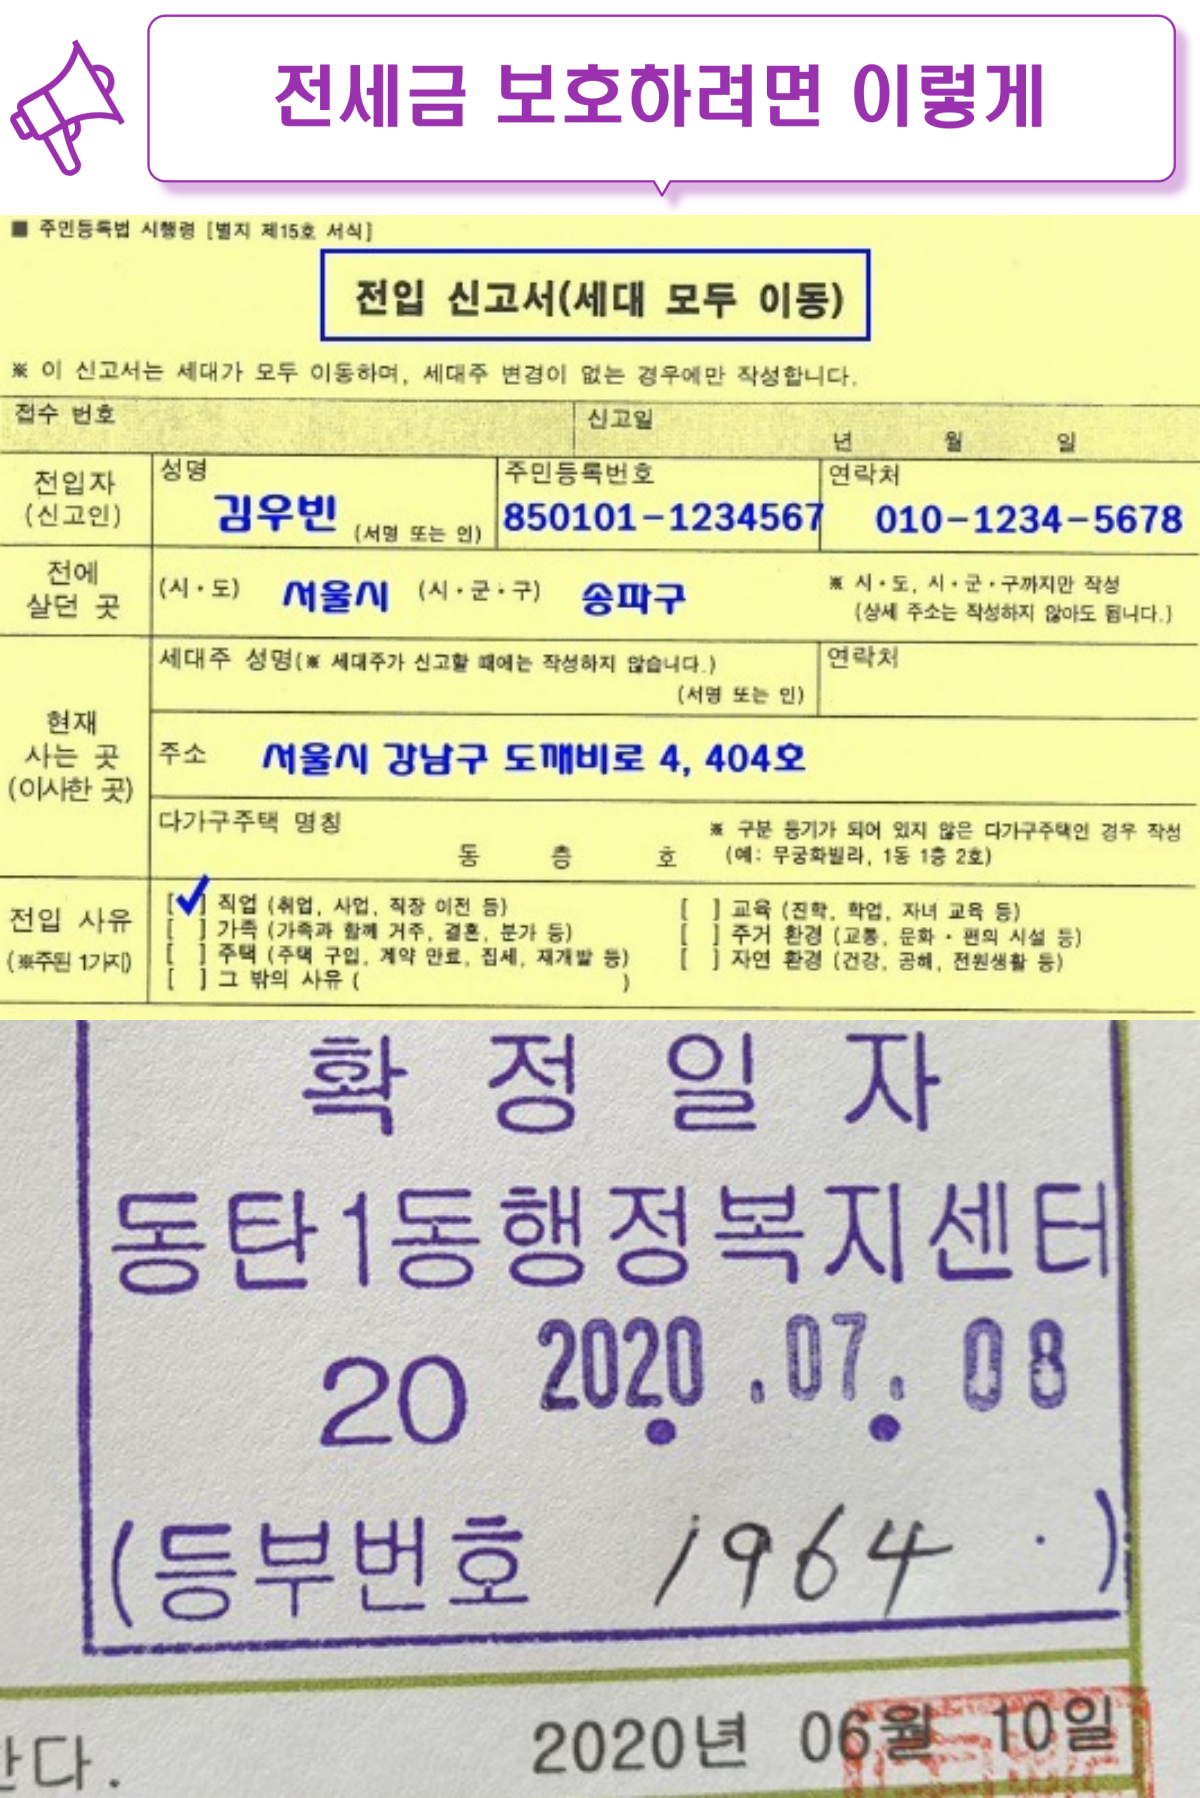 전세금 보호하려면 이렇게
■ 주민등록법 시행령 [별지 제15호 서식]
전입 신고서(세대 모두 이동)
※ 이 신고서는 세대가 모두 이동하며, 세대주 변경이 없는 경우에만 작성합니다.
접수 번호 신고일
년 월 일
전입자
(신고인)
성명
김우빈 (서명 또는 인)
주민등록번호
850101-1234567
연락처
010-1234-5678
전에
살던 곳
(시・도) 서울시 (시・군・구) 송파구
※ 시・도, 시・군・구까지만 작성
(상세 주소는 작성하지 않아도 됩니다.)
현재
사는 곳
(이사한 곳)
세대주 성명(※ 세대주가 신고할 때에는 작성하지 않습니다.)
(서명 또는 인)
연락처
주소 서울시 강남구 도깨비로 4, 404호
다가구주택 명칭
동 층 호
※ 구분 등기가 되어 있지 않은 다가구주택인 경우 작성
(예: 무궁화빌라, 1동 1층 2호)
전입 사유
(※주된 1가지)
[✓] 직업 (취업, 사업, 직장 이전 등)
[ ] 가족 (가족과 함께 거주, 결혼, 분가 등)
[ ] 주택 (주택 구입, 계약 만료, 집세, 재개발 등)
[ ] 그 밖의 사유 ( )
[ ] 교육 (진학, 학업, 자녀 교육 등)
[ ] 주거 환경 (교통, 문화・편의 시설 등)
[ ] 자연 환경 (건강, 공해, 전원생활 등)
확정일자
동탄1동행정복지센터
20 2020.07.08
(등부번호 1964 )
2020년 06월 10일
다.